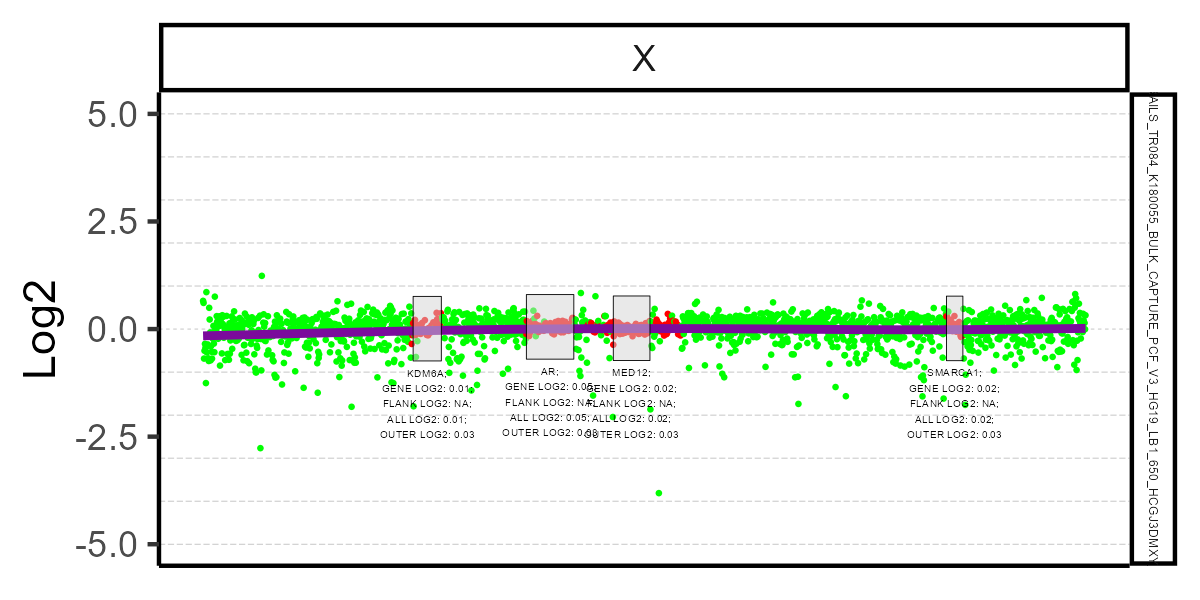 X
5.0
2.5
0.0
-2.5
-5.0
Log2
KDM6A;
GENE LOG2: 0.01;
FLANK LOG2: NA;
ALL LOG2: 0.01;
OUTER LOG2: 0.03
AR;
GENE LOG2: 0.05;
FLANK LOG2: NA;
ALL LOG2: 0.05;
OUTER LOG2: 0.03
MED12;
GENE LOG2: 0.02;
FLANK LOG2: NA;
ALL LOG2: 0.02;
OUTER LOG2: 0.03
SMARCA1;
GENE LOG2: 0.02;
FLANK LOG2: NA;
ALL LOG2: 0.02;
OUTER LOG2: 0.03
AILS_TR084_K180055_BULK_CAPTURE_PCF_V3_HG19_LB1_650_HCGJ3DMXY